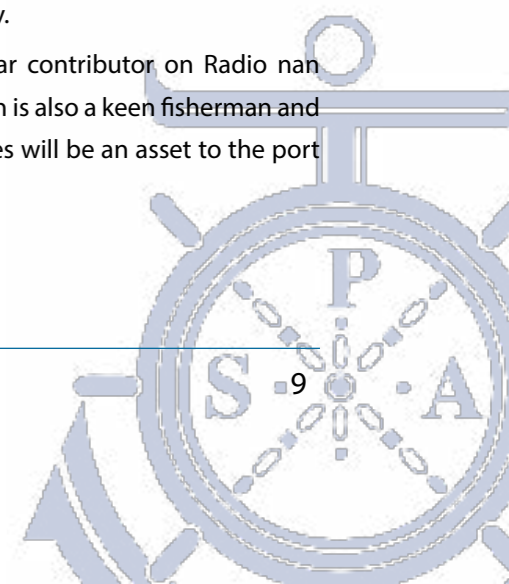 ar contributor on Radio nan
n is also a keen fisherman and
es will be an asset to the port
P
S 9 A